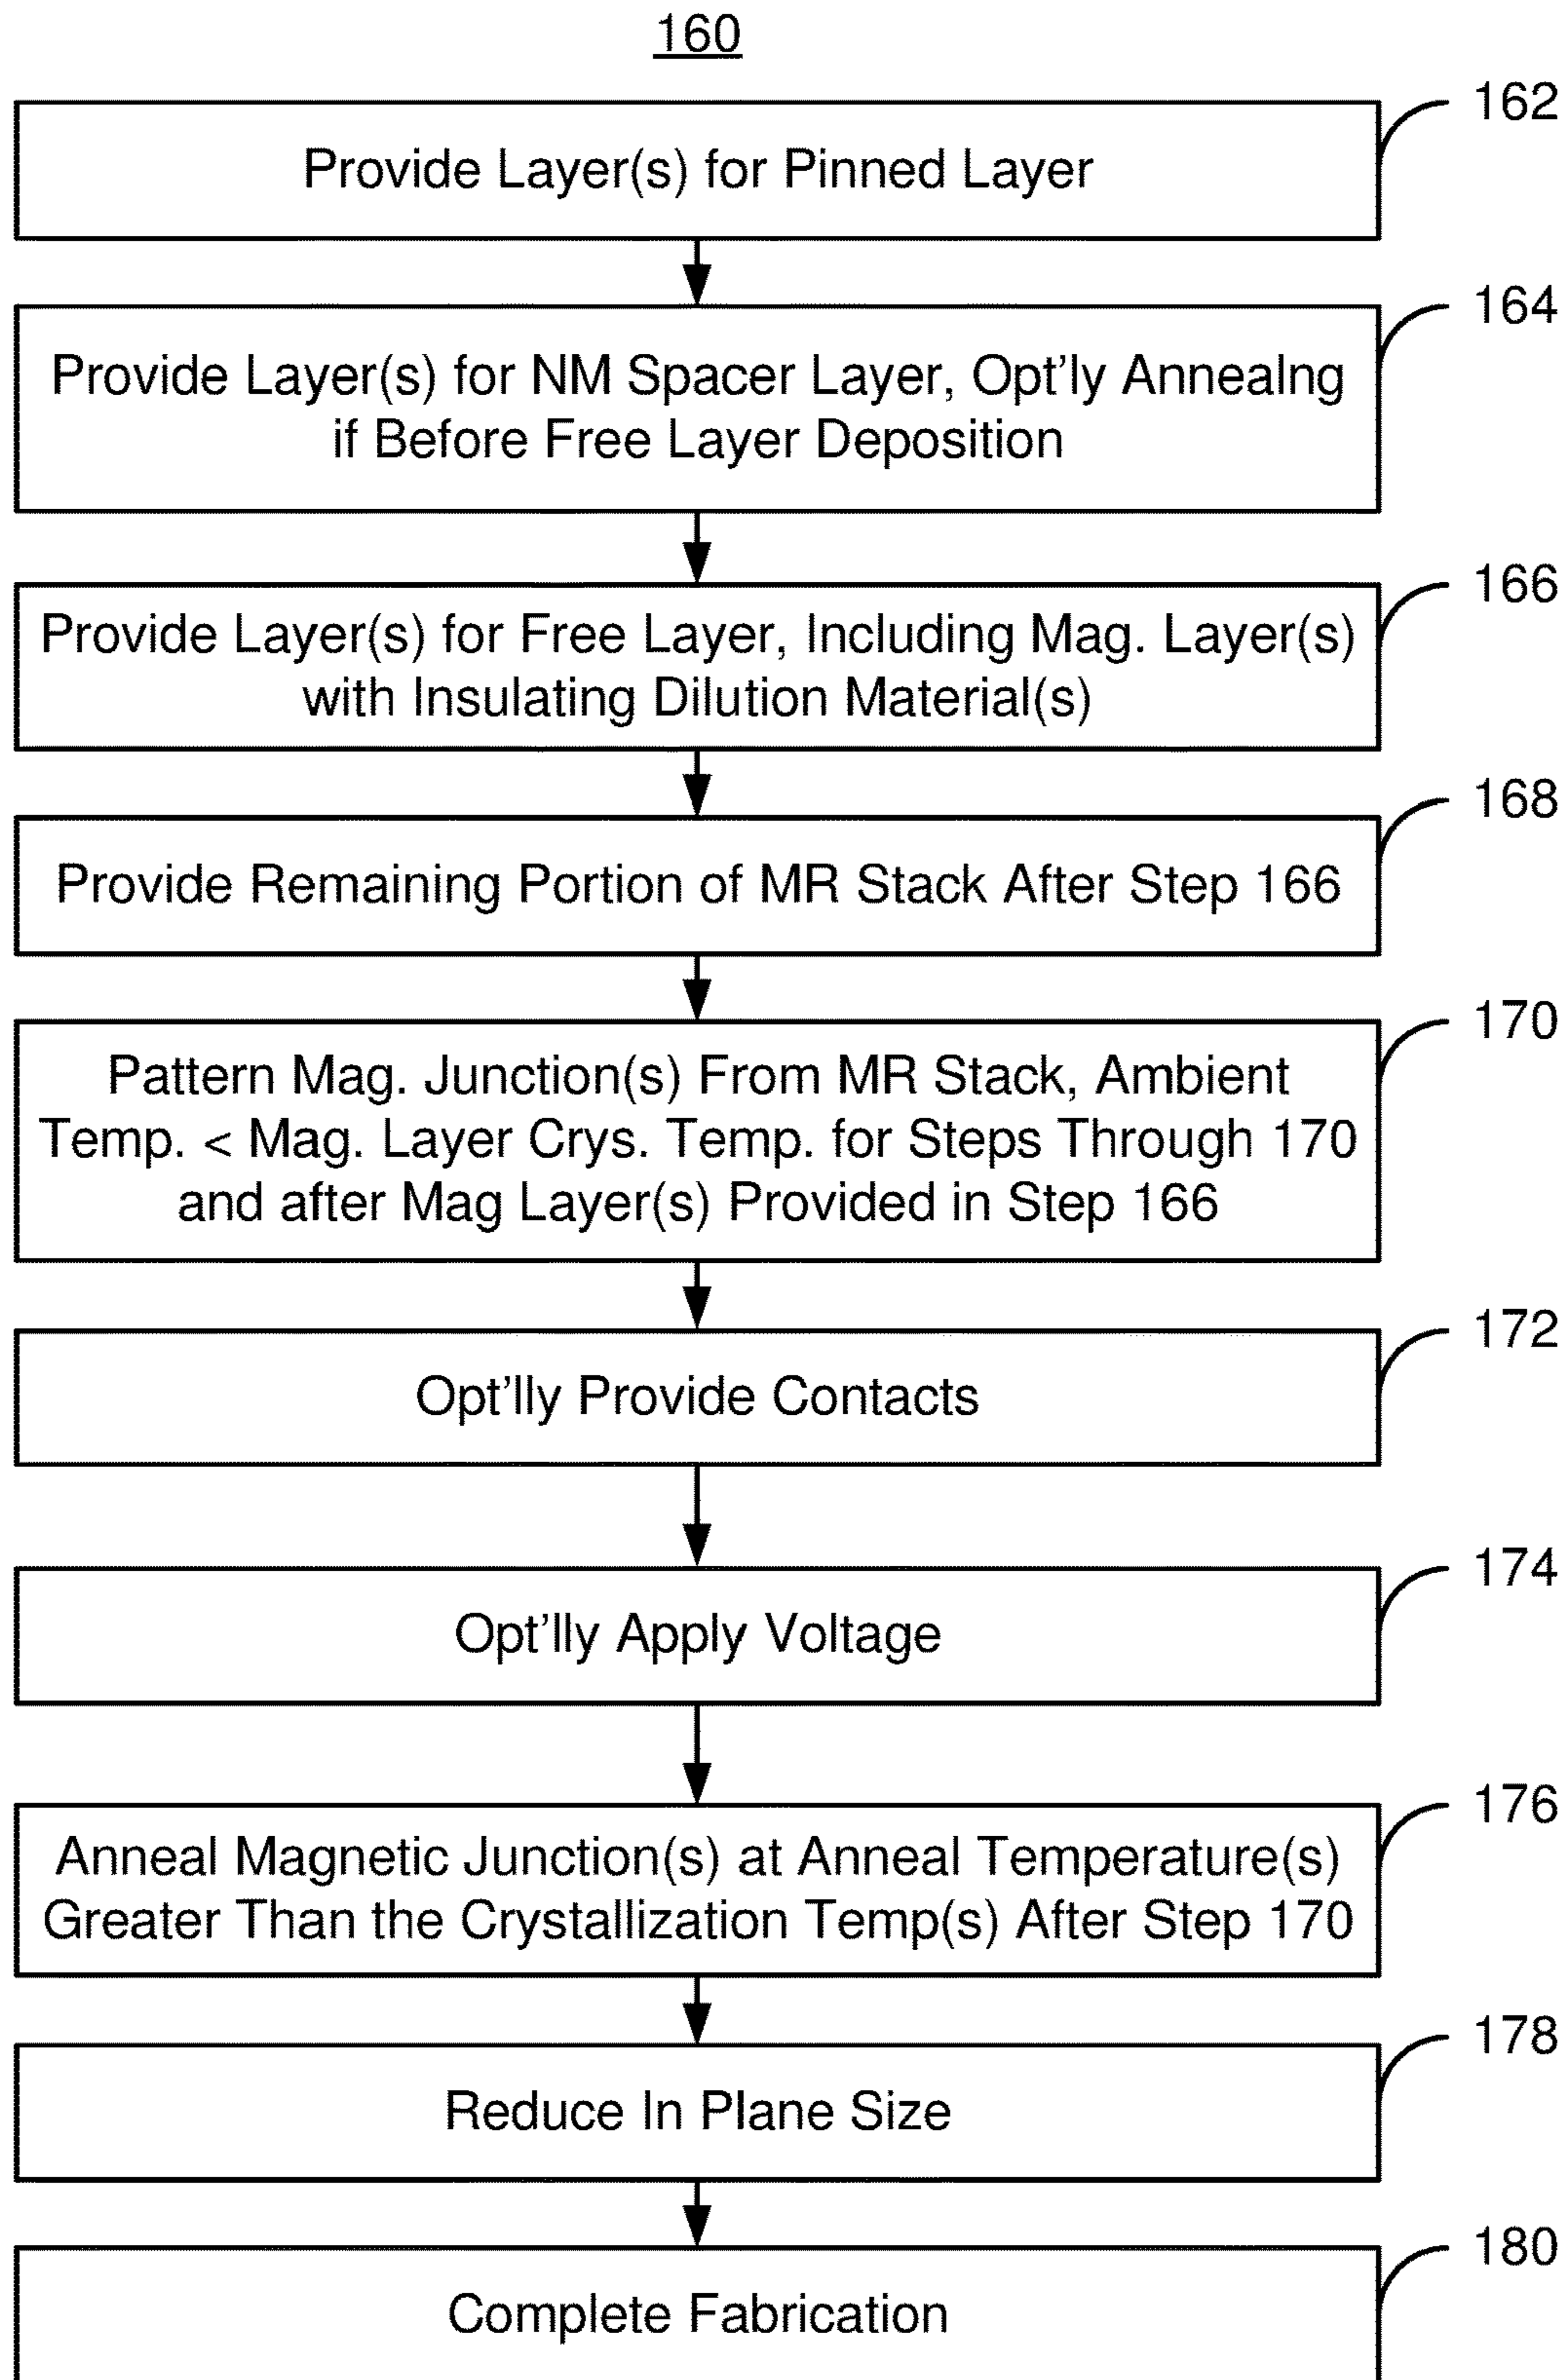 160
162
Provide Layer(s) for Pinned Layer
164
Provide Layer(s) for NM Spacer Layer, Opt'ly Annealng
if Before Free Layer Deposition
166
Provide Layer(s) for Free Layer, Including Mag. Layer(s)
with Insulating Dilution Material(s)
168
Provide Remaining Portion of MR Stack After Step 166
170
Pattern Mag. Junction(s) From MR Stack, Ambient
Temp. < Mag. Layer Crys. Temp. for Steps Through 170
and after Mag Layer(s) Provided in Step 166
172
Opt'lly Provide Contacts
174
Opt'lly Apply Voltage
176
Anneal Magnetic Junction(s) at Anneal Temperature(s)
Greater Than the Crystallization Temp(s) After Step 170
178
Reduce In Plane Size
180
Complete Fabrication